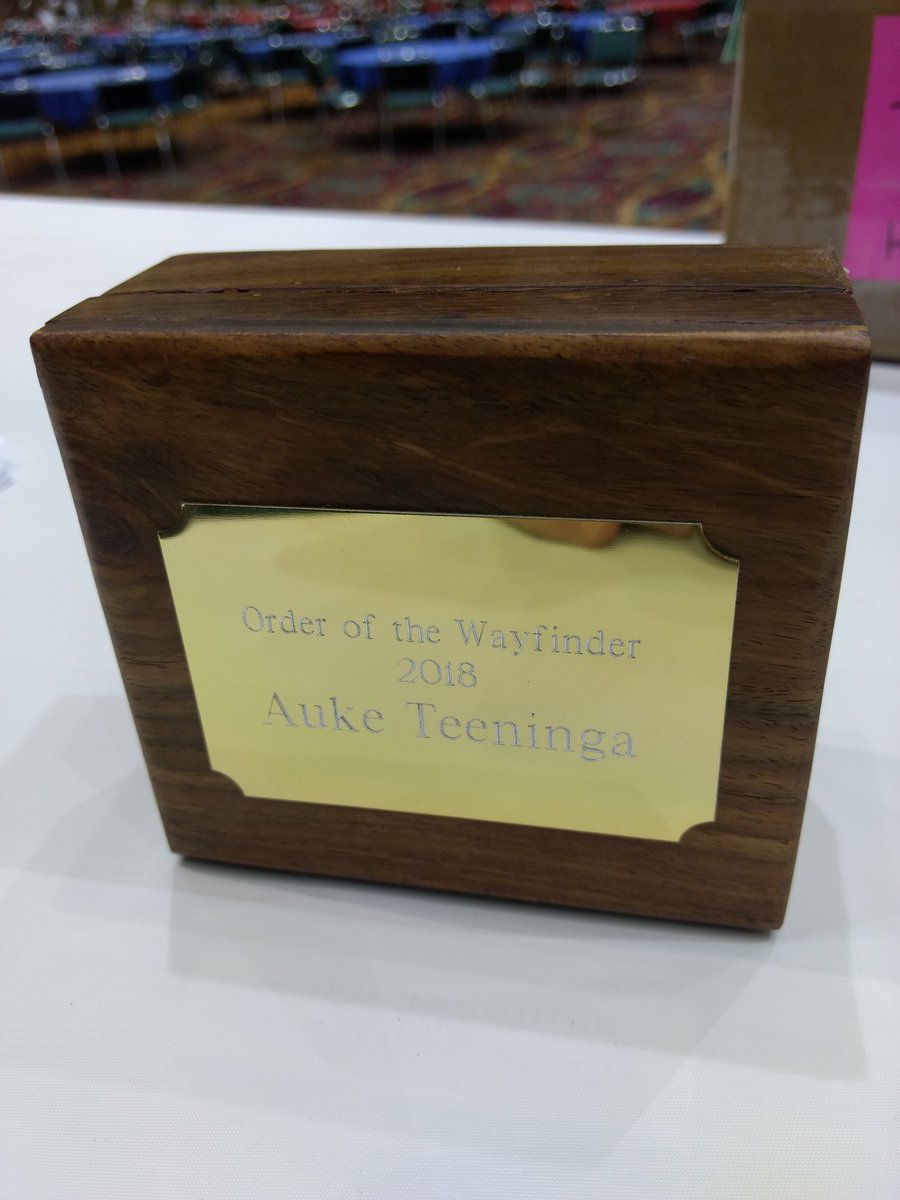 Order of the Wayfinder
2018
Auke Teeninga